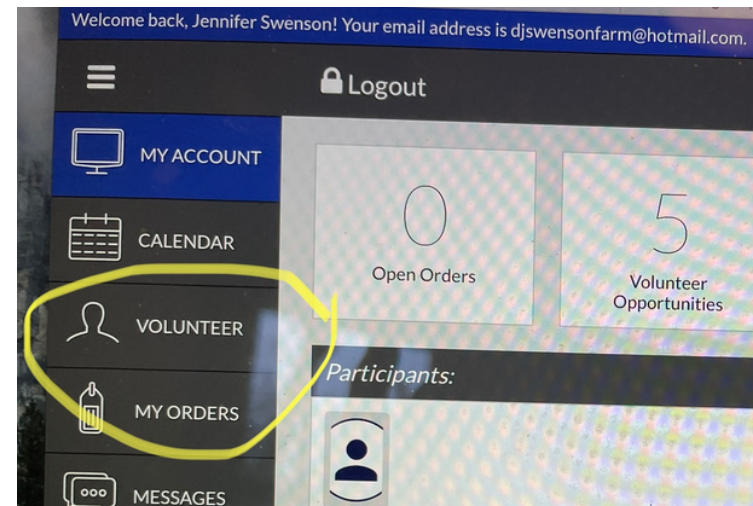 Welcome back, Jennifer Swenson! Your email address is djswensonfarm@hotmail.com.
Logout
MY ACCOUNT
CALENDAR
VOLUNTEER
MY ORDERS
MESSAGES
0
Open Orders
5
Volunteer
Opportunities
Participants: